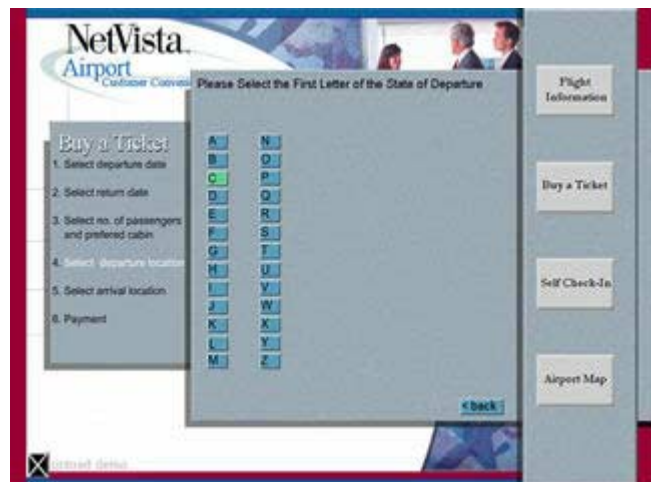 NetVista
Airport
Please Select the First Letter of the State of Departure
Buy a Ticket
1. Select departure date
2. Select return date
3. Select no. of passengers
and prefered cabin
4. Select departure location
5. Select arrival location
6. Payment
A N
B O
C P
D Q
E R
F S
G T
H U
I V
J W
K X
L Y
M Z
<back
Flight
Information
Buy a Ticket
Self Check-In
Airport Map
demo